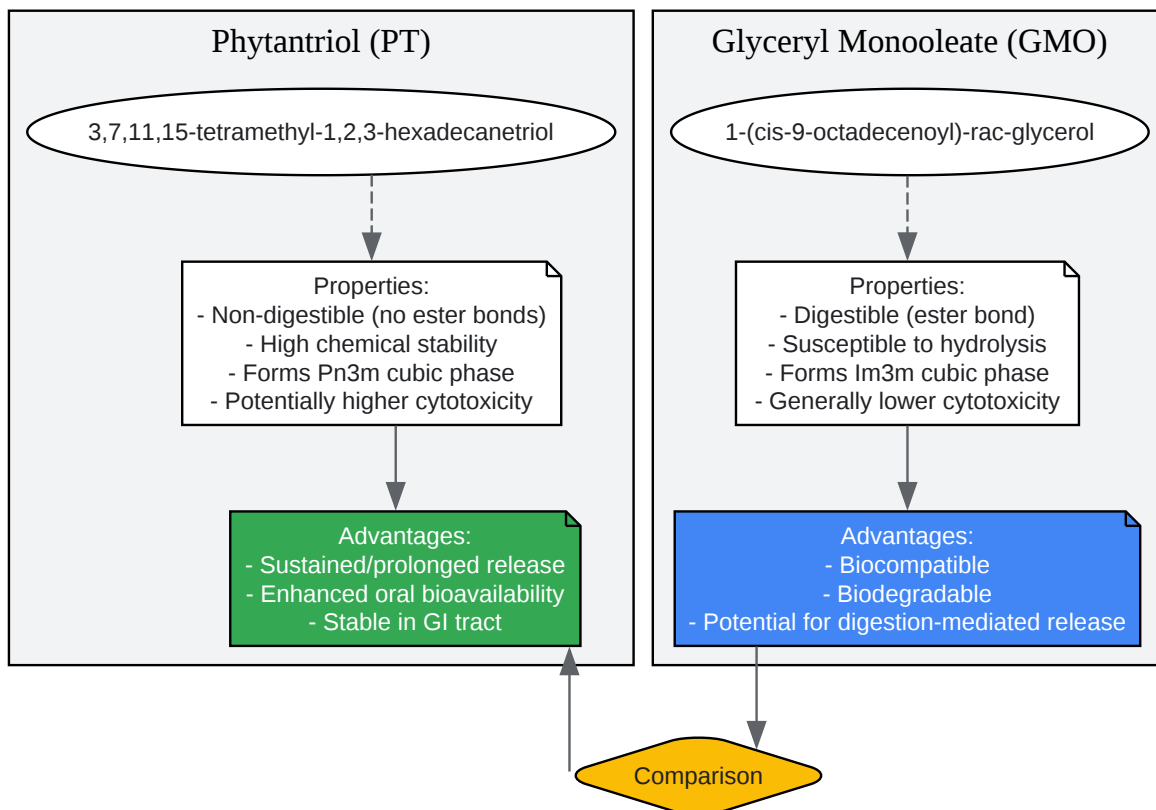 Phytantriol (PT)
3,7,11,15-tetramethyl-1,2,3-hexadecanetriol
Properties:
- Non-digestible (no ester bonds)
- High chemical stability
- Forms Pn3m cubic phase
- Potentially higher cytotoxicity
Advantages:
- Sustained/prolonged release
- Enhanced oral bioavailability
- Stable in GI tract
Glyceryl Monooleate (GMO)
1-(cis-9-octadecenoyl)-rac-glycerol
Properties:
- Digestible (ester bond)
- Susceptible to hydrolysis
- Forms Im3m cubic phase
- Generally lower cytotoxicity
Advantages:
- Biocompatible
- Biodegradable
- Potential for digestion-mediated release
Comparison